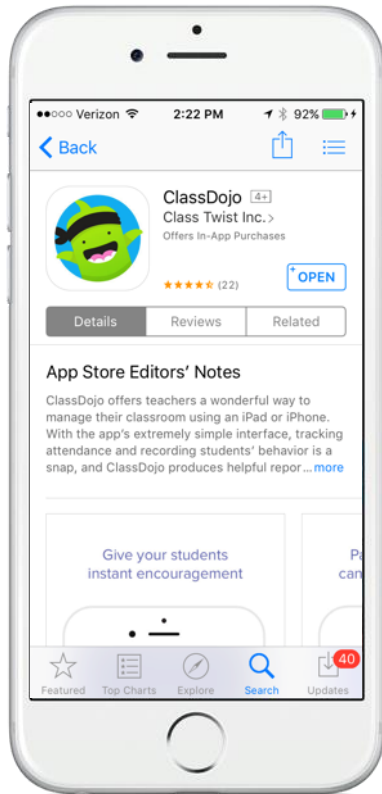 ●●○○○ Verizon 2:22 PM 92%
Back
ClassDojo 4+
Class Twist Inc. >
Offers In-App Purchases
★★★★⯪ (22)
+ OPEN
Details Reviews Related
App Store Editors' Notes
ClassDojo offers teachers a wonderful way to
manage their classroom using an iPad or iPhone.
With the app's extremely simple interface, tracking
attendance and recording students' behavior is a
snap, and ClassDojo produces helpful repor...more
Give your students
instant encouragement
Pa
can
40
Featured Top Charts Explore Search Updates